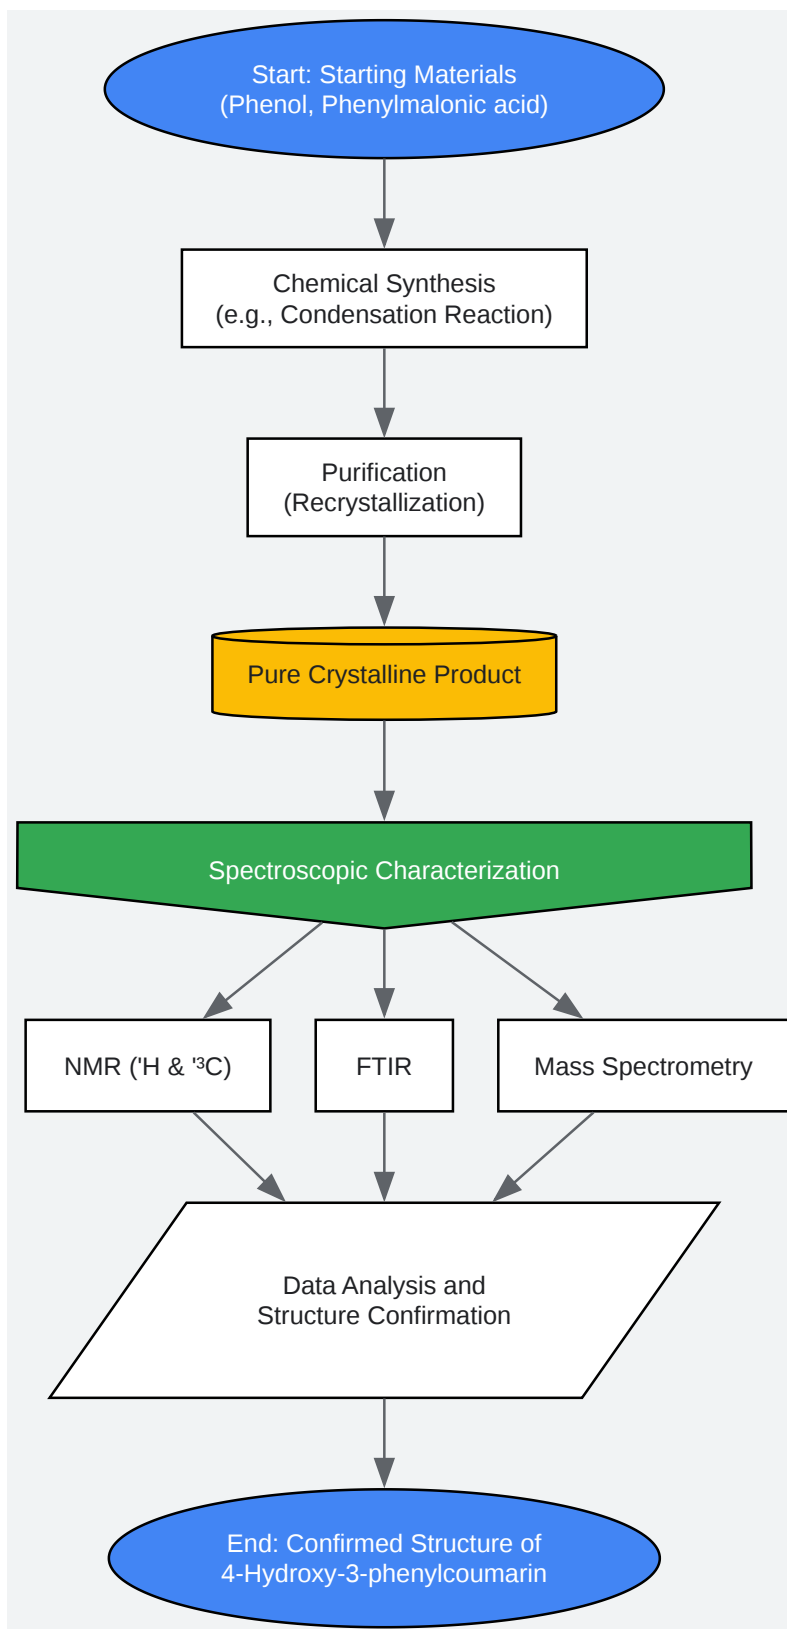 Start: Starting Materials
(Phenol, Phenylmalonic acid)
Chemical Synthesis
(e.g., Condensation Reaction)
Purification
(Recrystallization)
Pure Crystalline Product
Spectroscopic Characterization
NMR ('H & '³C)
FTIR
Mass Spectrometry
Data Analysis and
Structure Confirmation
End: Confirmed Structure of
4-Hydroxy-3-phenylcoumarin